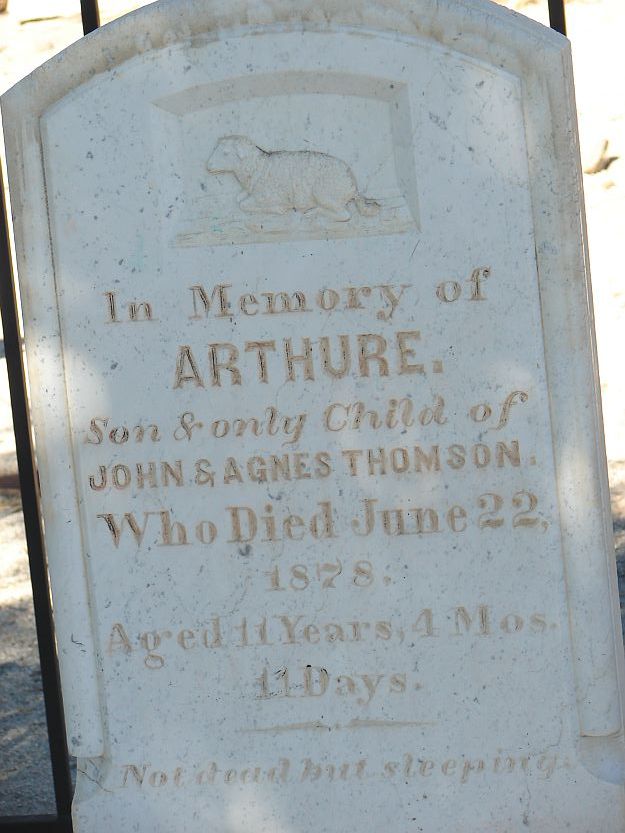 In Memory of
ARTHURE.
Son & only Child of
JOHN & AGNES THOMSON.
Who Died June 22,
1878.
Aged 11 Years, 4 Mos.
11 Days.
Not dead but sleeping.